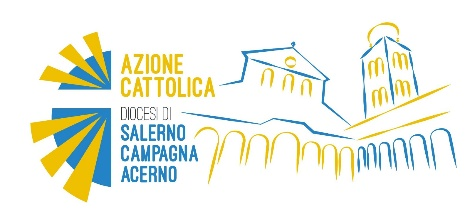 AZIONE
CATTOLICA
DIOCESI DI
SALERNO
CAMPAGNA
ACERNO